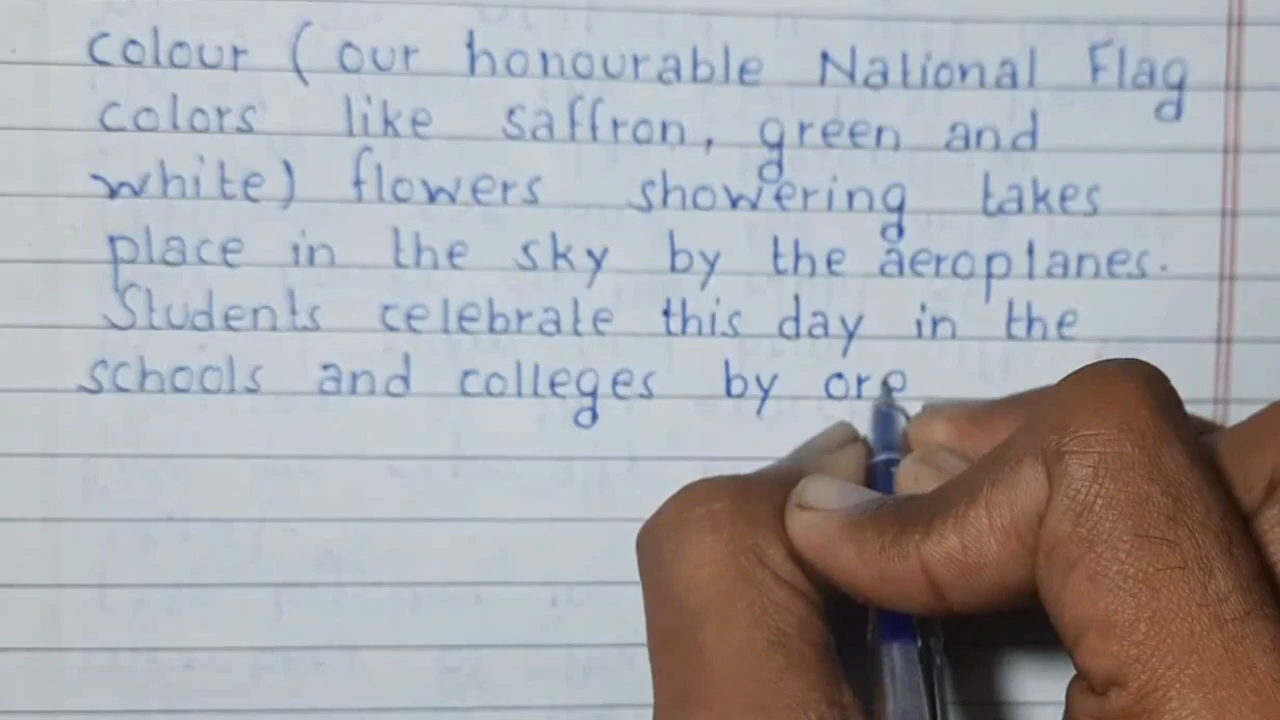 colour (our honourable National Flag
colors like saffron, green and
white) flowers showering takes
place in the sky by the aeroplanes.
Students celebrate this day in the
schools and colleges by ore